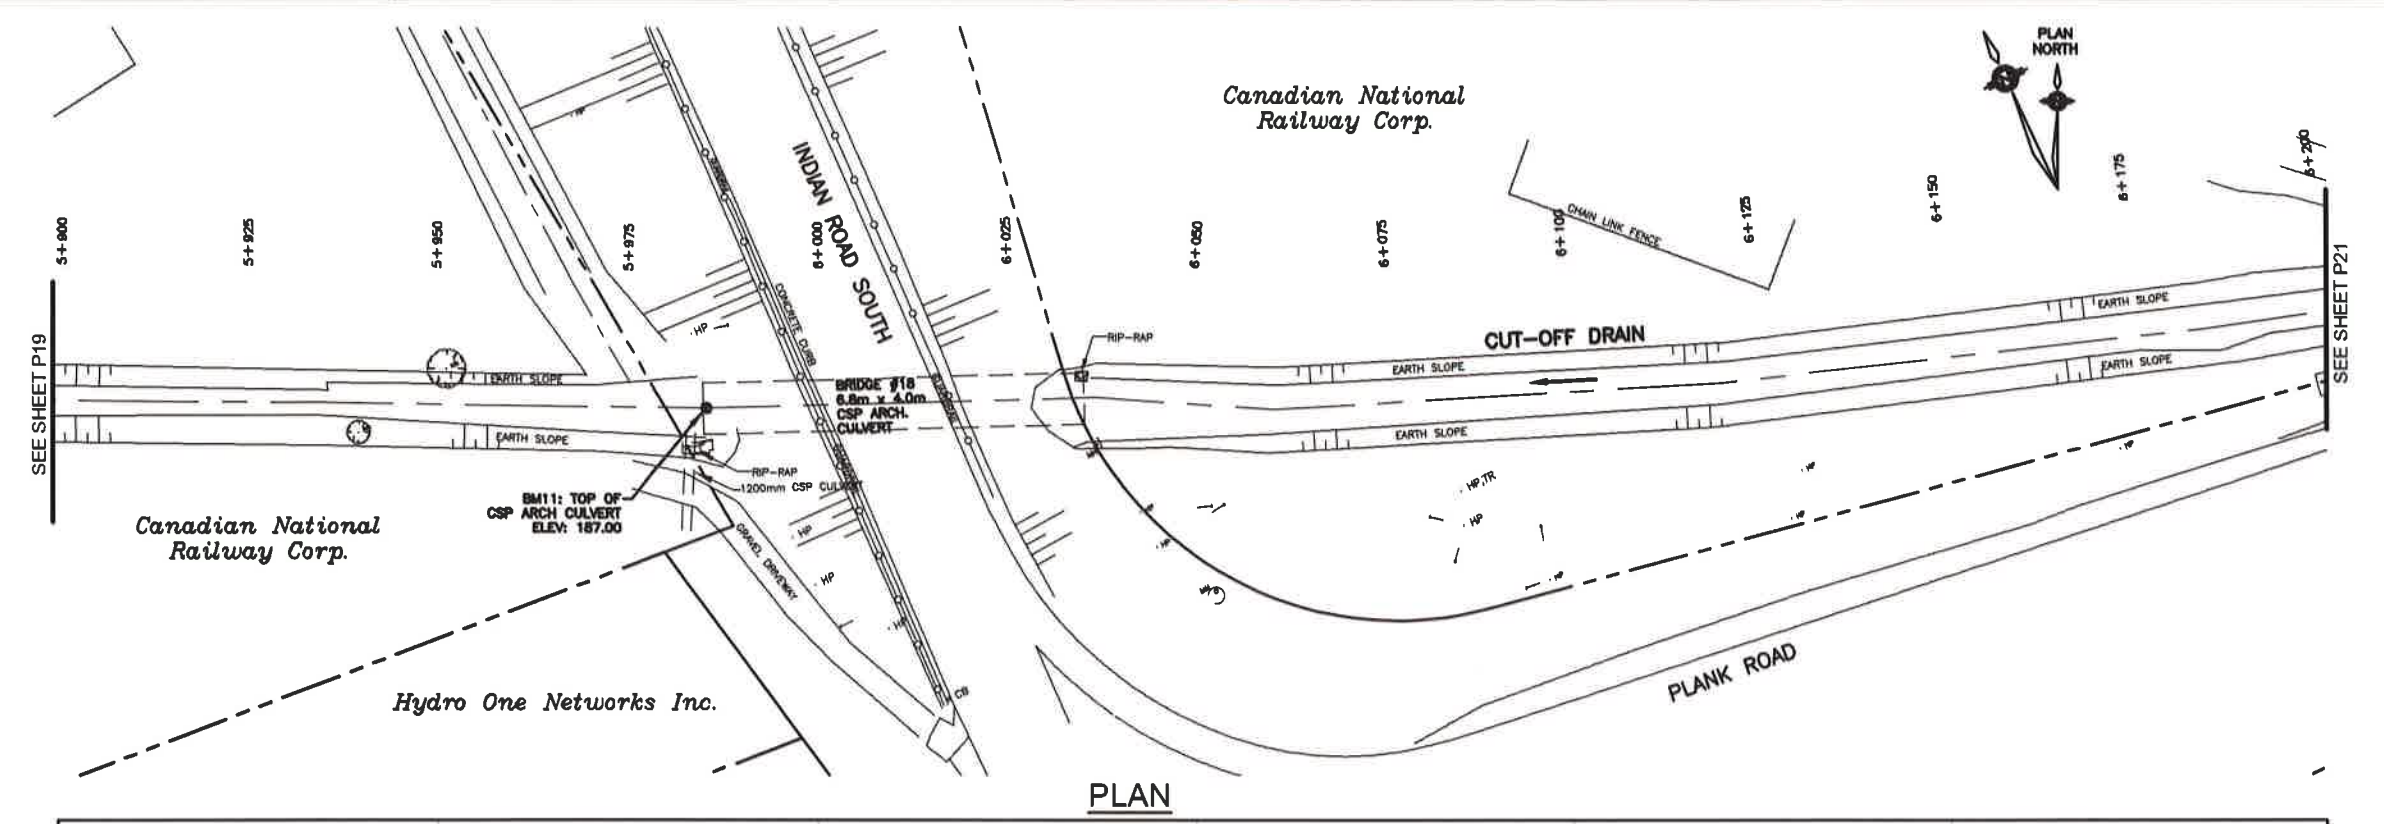 PLAN
NORTH
Canadian National
Railway Corp.
5+900
5+925
5+950
5+975
6+000
6+025
6+050
6+075
6+100
6+125
6+150
6+175
6+200
INDIAN ROAD SOUTH
CHAIN LINK FENCE
CONCRETE CURB
HP
HP
SEE SHEET P19
SEE SHEET P21
RIP-RAP
CUT-OFF DRAIN
EARTH SLOPE
EARTH SLOPE
EARTH SLOPE
EARTH SLOPE
EARTH SLOPE
EARTH SLOPE
BRIDGE #18
6.8m x 4.0m
CSP ARCH.
CULVERT
RIP-RAP
1200mm CSP CULVERT
BM11: TOP OF
CSP ARCH CULVERT
ELEV: 187.00
Canadian National
Railway Corp.
GRAVEL DRIVEWAY
HP,TR
HP
HP
HP
HP
HP
HP
HP
HP
HP
HP
Hydro One Networks Inc.
CB
PLANK ROAD
PLAN